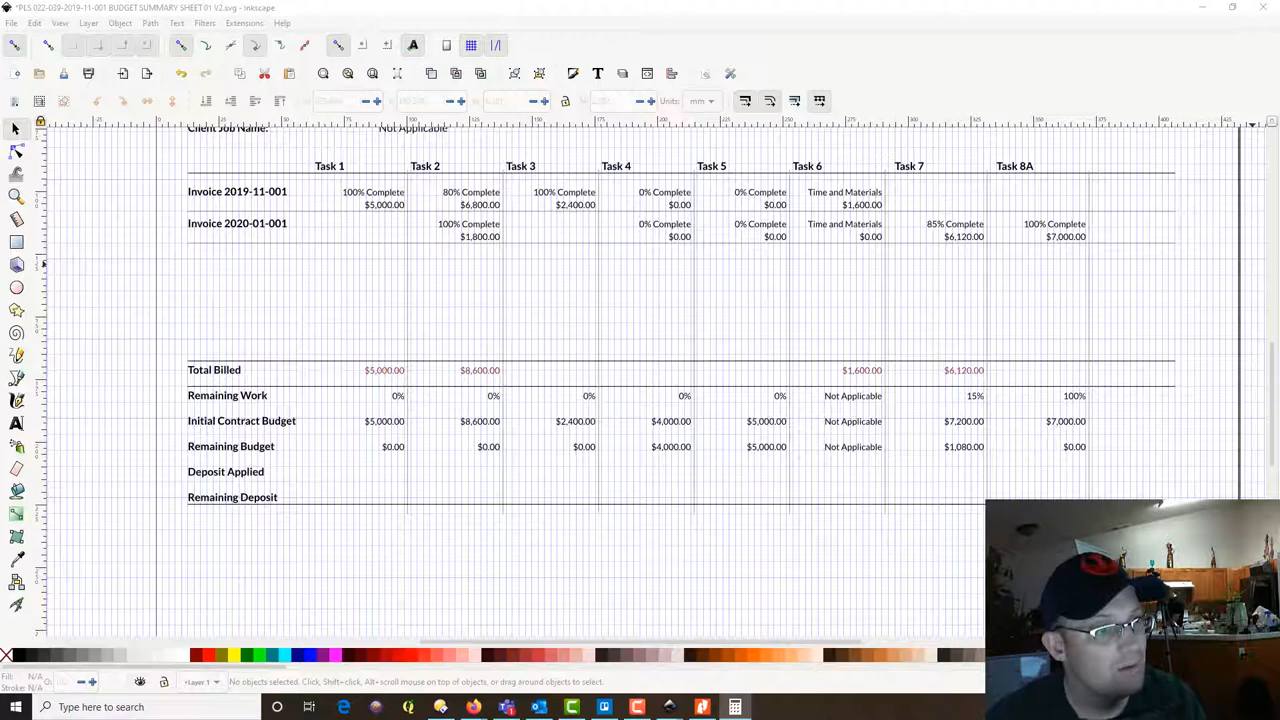 *PLS 022-039-2019-11-001 BUDGET SUMMARY SHEET 01 V2.svg - Inkscape
File Edit View Layer Object Path Text Filters Extensions Help
Units: mm
Client Job Name: Not Applicable
Task 1 Task 2 Task 3 Task 4 Task 5 Task 6 Task 7 Task 8A
Invoice 2019-11-001 100% Complete 80% Complete 100% Complete 0% Complete 0% Complete Time and Materials
$5,000.00 $6,800.00 $2,400.00 $0.00 $0.00 $1,600.00
Invoice 2020-01-001 100% Complete 0% Complete 0% Complete Time and Materials 85% Complete 100% Complete
$1,800.00 $0.00 $0.00 $0.00 $6,120.00 $7,000.00
Total Billed $5,000.00 $8,600.00 $1,600.00 $6,120.00
Remaining Work 0% 0% 0% 0% 0% Not Applicable 15% 100%
Initial Contract Budget $5,000.00 $8,600.00 $2,400.00 $4,000.00 $5,000.00 Not Applicable $7,200.00 $7,000.00
Remaining Budget $0.00 $0.00 $0.00 $4,000.00 $5,000.00 Not Applicable $1,080.00 $0.00
Deposit Applied
Remaining Deposit
Fill: N/A
Stroke: N/A
O:
Layer 1
No objects selected. Click, Shift+click, Alt+scroll mouse on top of objects, or drag around objects to select.
Type here to search